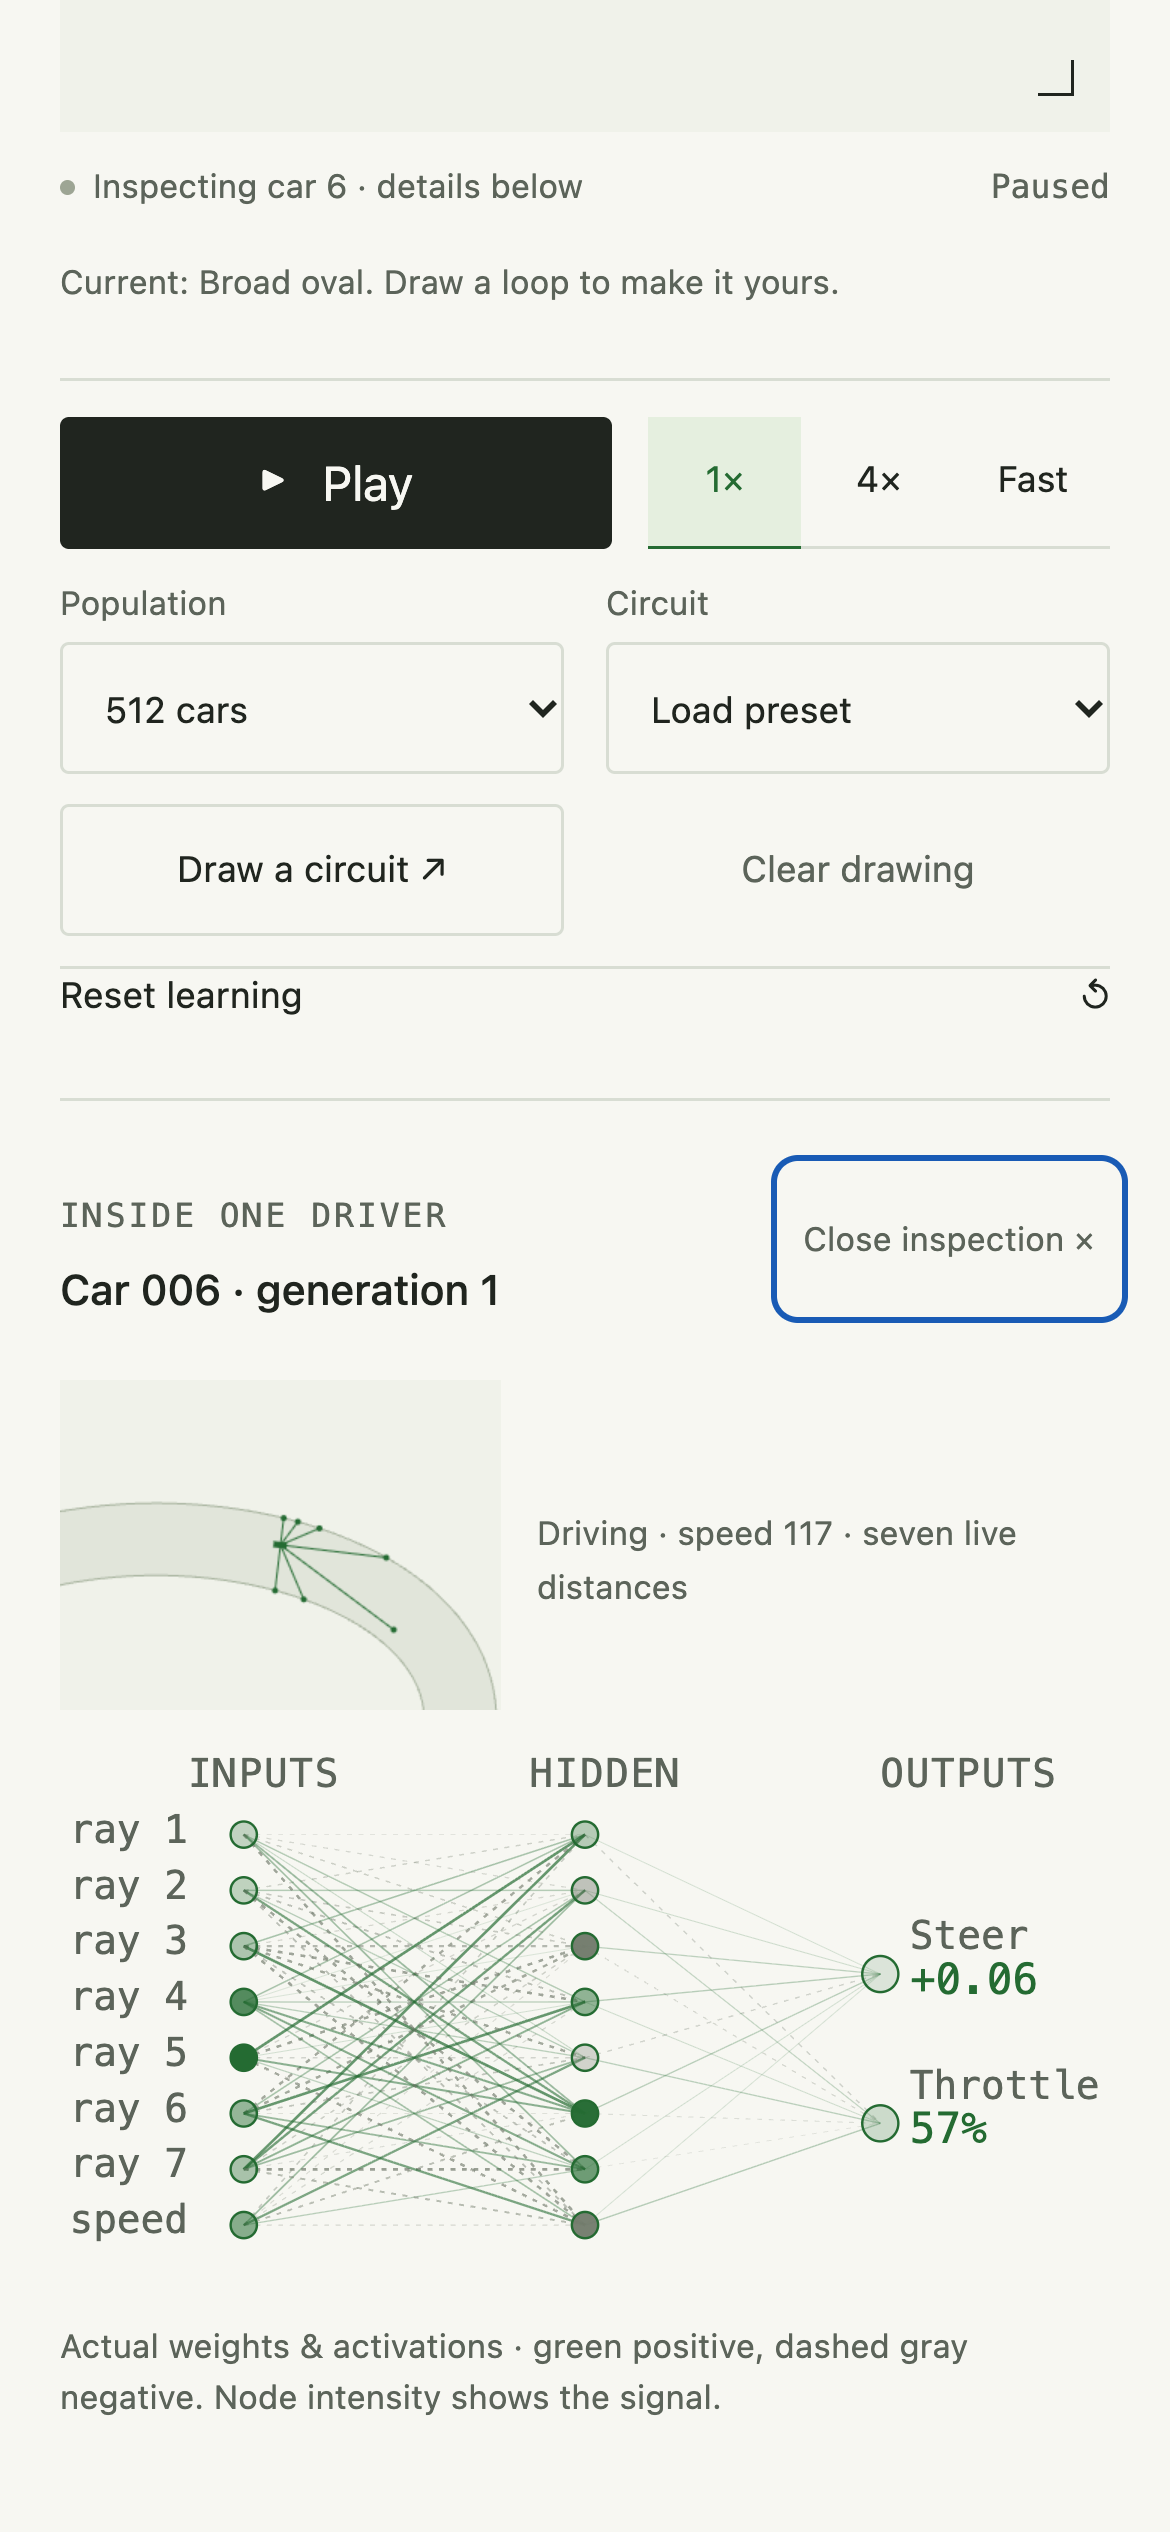 Inspecting car 6 · details below
Paused
Current: Broad oval. Draw a loop to make it yours.
Play
1×
4×
Fast
Population
Circuit
512 cars
Load preset
Draw a circuit ↗
Clear drawing
Reset learning
INSIDE ONE DRIVER
Close inspection ×
Car 006 · generation 1
Driving · speed 117 · seven live
distances
INPUTS
HIDDEN
OUTPUTS
ray 1
ray 2
ray 3
ray 4
ray 5
ray 6
ray 7
speed
Steer
+0.06
Throttle
57%
Actual weights & activations · green positive, dashed gray
negative. Node intensity shows the signal.